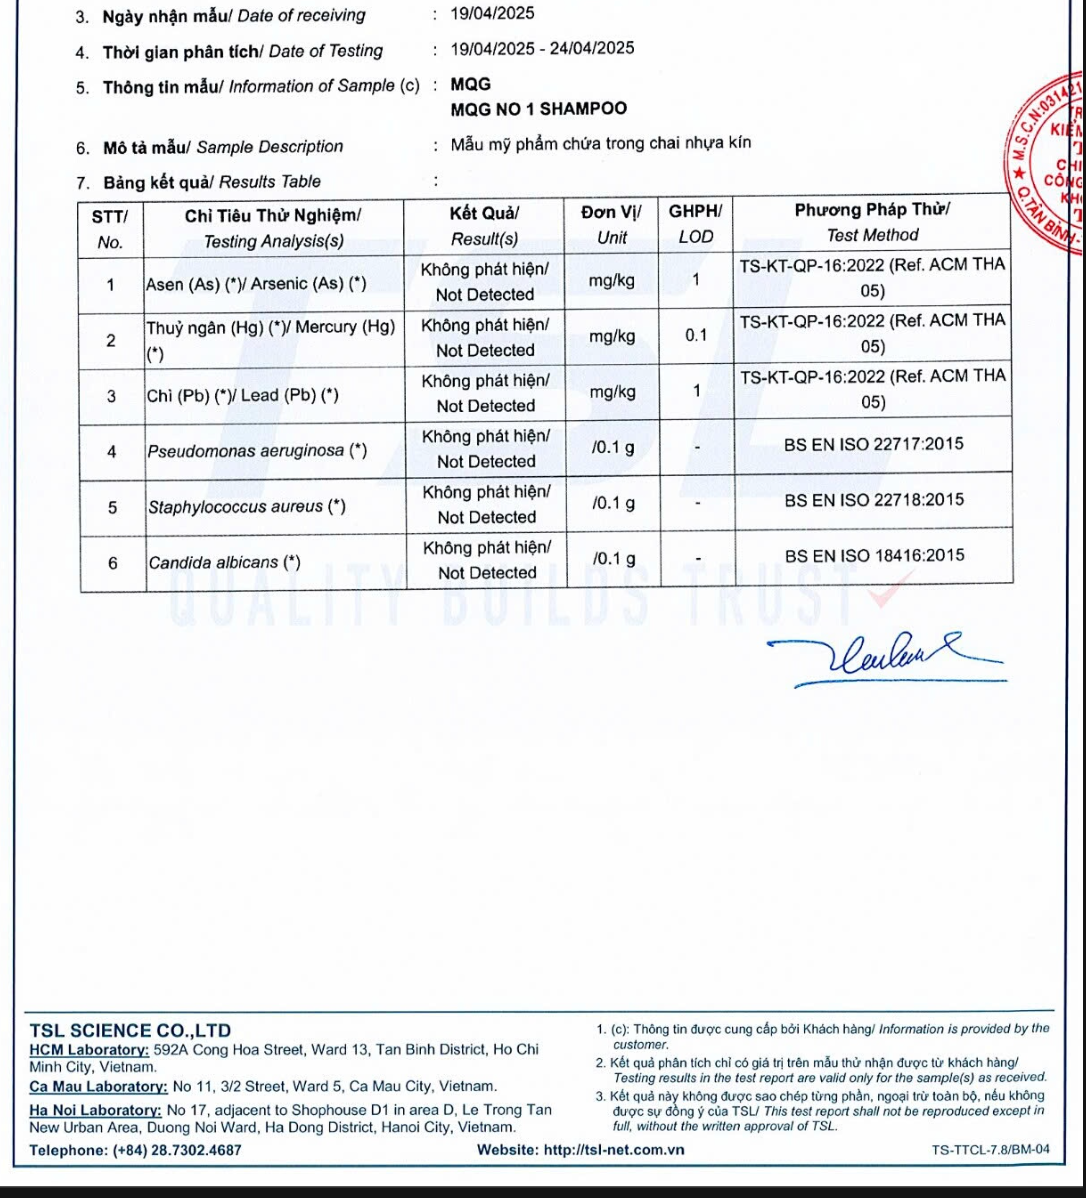 3. Ngày nhận mẫu/ Date of receiving : 19/04/2025
4. Thời gian phân tích/ Date of Testing : 19/04/2025 - 24/04/2025
5. Thông tin mẫu/ Information of Sample (c) : MQG
MQG NO 1 SHAMPOO
6. Mô tả mẫu/ Sample Description : Mẫu mỹ phẩm chứa trong chai nhựa kín
7. Bảng kết quả/ Results Table :
STT/ Chỉ Tiêu Thử Nghiệm/ Kết Quả/ Đơn Vị/ GHPH/ Phương Pháp Thử/
No. Testing Analysis(s) Result(s) Unit LOD Test Method
1 Asen (As) (*)/ Arsenic (As) (*) Không phát hiện/ Not Detected mg/kg 1 TS-KT-QP-16:2022 (Ref. ACM THA 05)
2 Thuỷ ngân (Hg) (*)/ Mercury (Hg) (*) Không phát hiện/ Not Detected mg/kg 0.1 TS-KT-QP-16:2022 (Ref. ACM THA 05)
3 Chì (Pb) (*)/ Lead (Pb) (*) Không phát hiện/ Not Detected mg/kg 1 TS-KT-QP-16:2022 (Ref. ACM THA 05)
4 Pseudomonas aeruginosa (*) Không phát hiện/ Not Detected /0.1 g - BS EN ISO 22717:2015
5 Staphylococcus aureus (*) Không phát hiện/ Not Detected /0.1 g - BS EN ISO 22718:2015
6 Candida albicans (*) Không phát hiện/ Not Detected /0.1 g - BS EN ISO 18416:2015
TSL
QUALITY BUILDS TRUST
★ M.S.C.N:03142
KIỂM
CÔNG
Q.TÂN BÌNH
TSL SCIENCE CO.,LTD
HCM Laboratory: 592A Cong Hoa Street, Ward 13, Tan Binh District, Ho Chi
Minh City, Vietnam.
Ca Mau Laboratory: No 11, 3/2 Street, Ward 5, Ca Mau City, Vietnam.
Ha Noi Laboratory: No 17, adjacent to Shophouse D1 in area D, Le Trong Tan
New Urban Area, Duong Noi Ward, Ha Dong District, Hanoi City, Vietnam.
Telephone: (+84) 28.7302.4687
Website: http://tsl-net.com.vn
1. (c): Thông tin được cung cấp bởi Khách hàng/ Information is provided by the
customer.
2. Kết quả phân tích chỉ có giá trị trên mẫu thử nhận được từ khách hàng/
Testing results in the test report are valid only for the sample(s) as received.
3. Kết quả này không được sao chép từng phần, ngoại trừ toàn bộ, nếu không
được sự đồng ý của TSL/ This test report shall not be reproduced except in
full, without the written approval of TSL.
TS-TTCL-7.8/BM-04